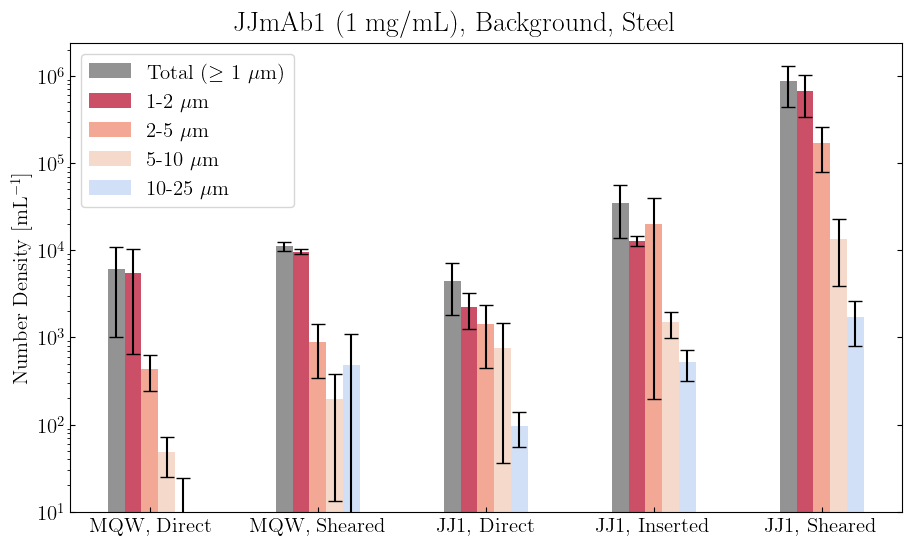 JJmAb1 (1 mg/mL), Background, Steel
Number Density [mL⁻¹]
10⁶
10⁵
10⁴
10³
10²
10¹
Total (≥ 1 μm)
1-2 μm
2-5 μm
5-10 μm
10-25 μm
MQW, Direct
MQW, Sheared
JJ1, Direct
JJ1, Inserted
JJ1, Sheared